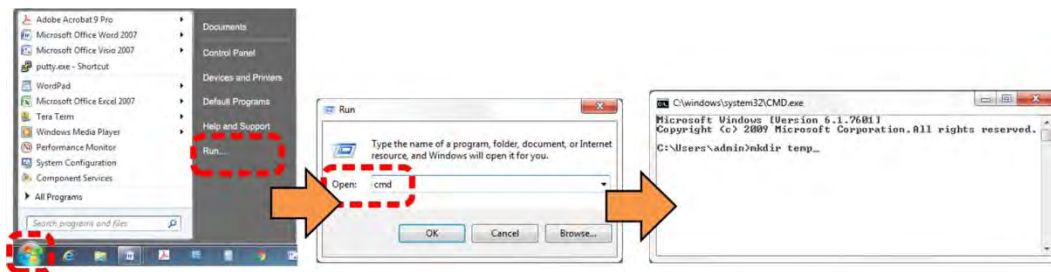 Adobe Acrobat 9 Pro
Microsoft Office Word 2007
Microsoft Office Visio 2007
putty.exe - Shortcut
WordPad
Microsoft Office Excel 2007
Tera Term
Windows Media Player
Performance Monitor
System Configuration
Component Services
All Programs
Search programs and files
Documents
Control Panel
Devices and Printers
Default Programs
Help and Support
Run...
Run
Type the name of a program, folder, document, or Internet
resource, and Windows will open it for you.
Open: cmd
OK Cancel Browse...
C:\windows\system32\CMD.exe
Microsoft Windows [Version 6.1.7601]
Copyright (c) 2009 Microsoft Corporation.All rights reserved.
C:\Users\admin>mkdir temp_